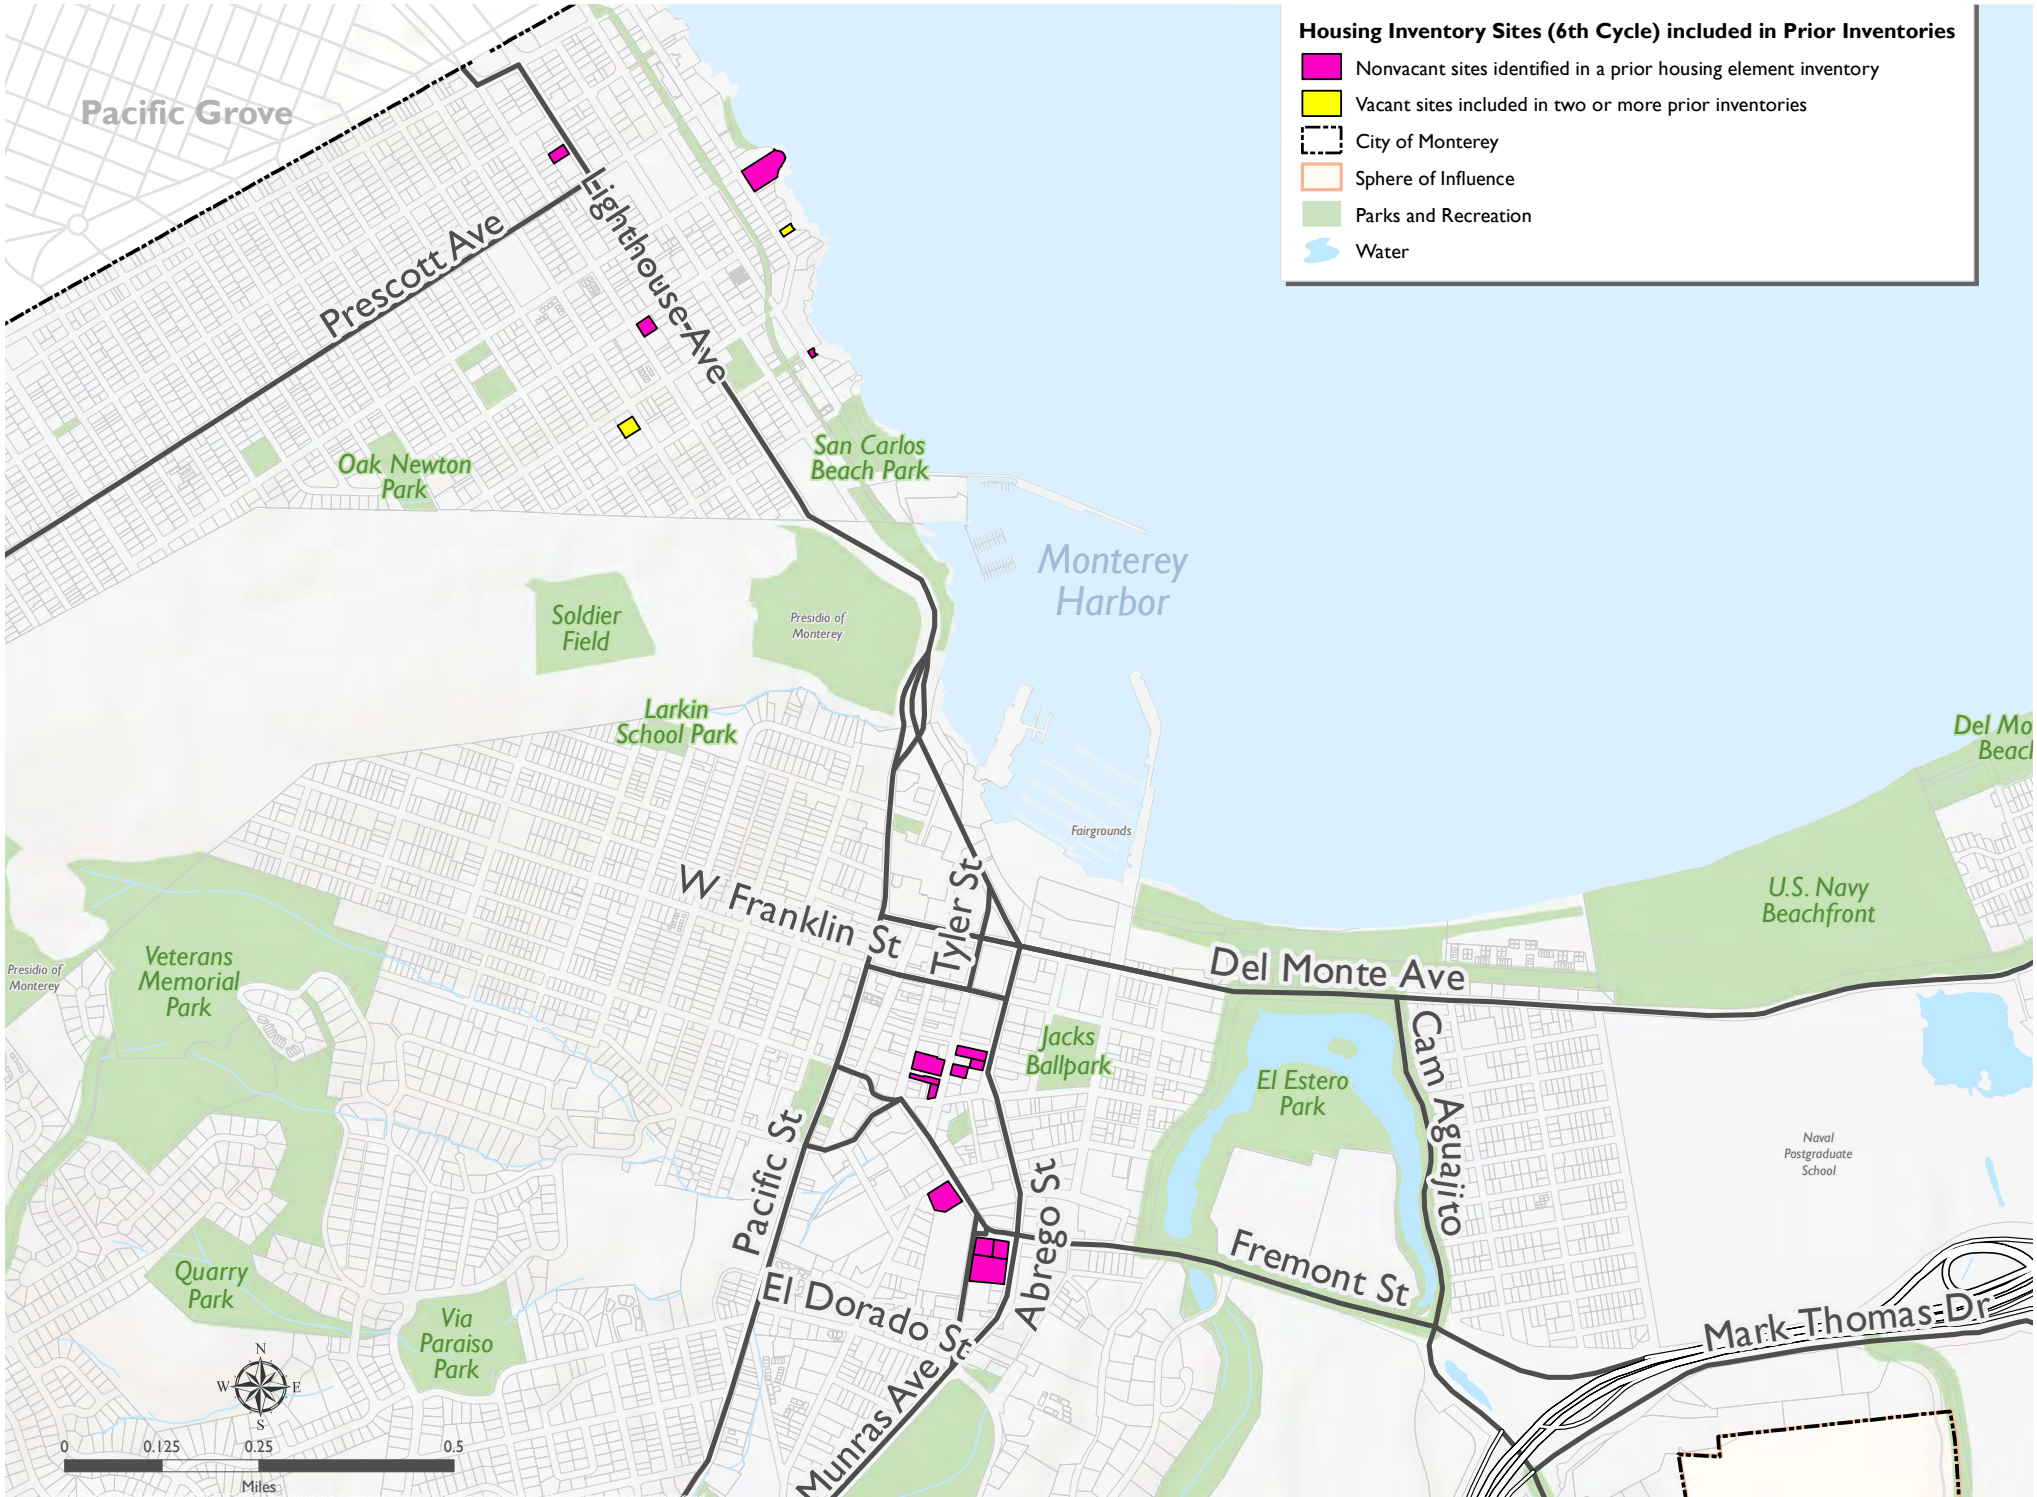 Housing Inventory Sites (6th Cycle) included in Prior Inventories
Nonvacant sites identified in a prior housing element inventory
Vacant sites included in two or more prior inventories
City of Monterey
Sphere of Influence
Parks and Recreation
Water
Pacific Grove
Prescott Ave
Lighthouse Ave
Oak Newton
Park
San Carlos
Beach Park
Monterey
Harbor
Soldier
Field
Presidio of
Monterey
Larkin
School Park
Del Mo
Beach
Fairgrounds
W Franklin St
Tyler St
U.S. Navy
Beachfront
Veterans
Memorial
Park
Presidio of
Monterey
Del Monte Ave
Jacks
Ballpark
El Estero
Park
Cam Aguajito
Naval
Postgraduate
School
Pacific St
Abrego St
Fremont St
Quarry
Park
Via
Paraiso
Park
El Dorado St
Munras Ave
Mark Thomas Dr
N
W
E
S
0
0.125
0.25
0.5
Miles